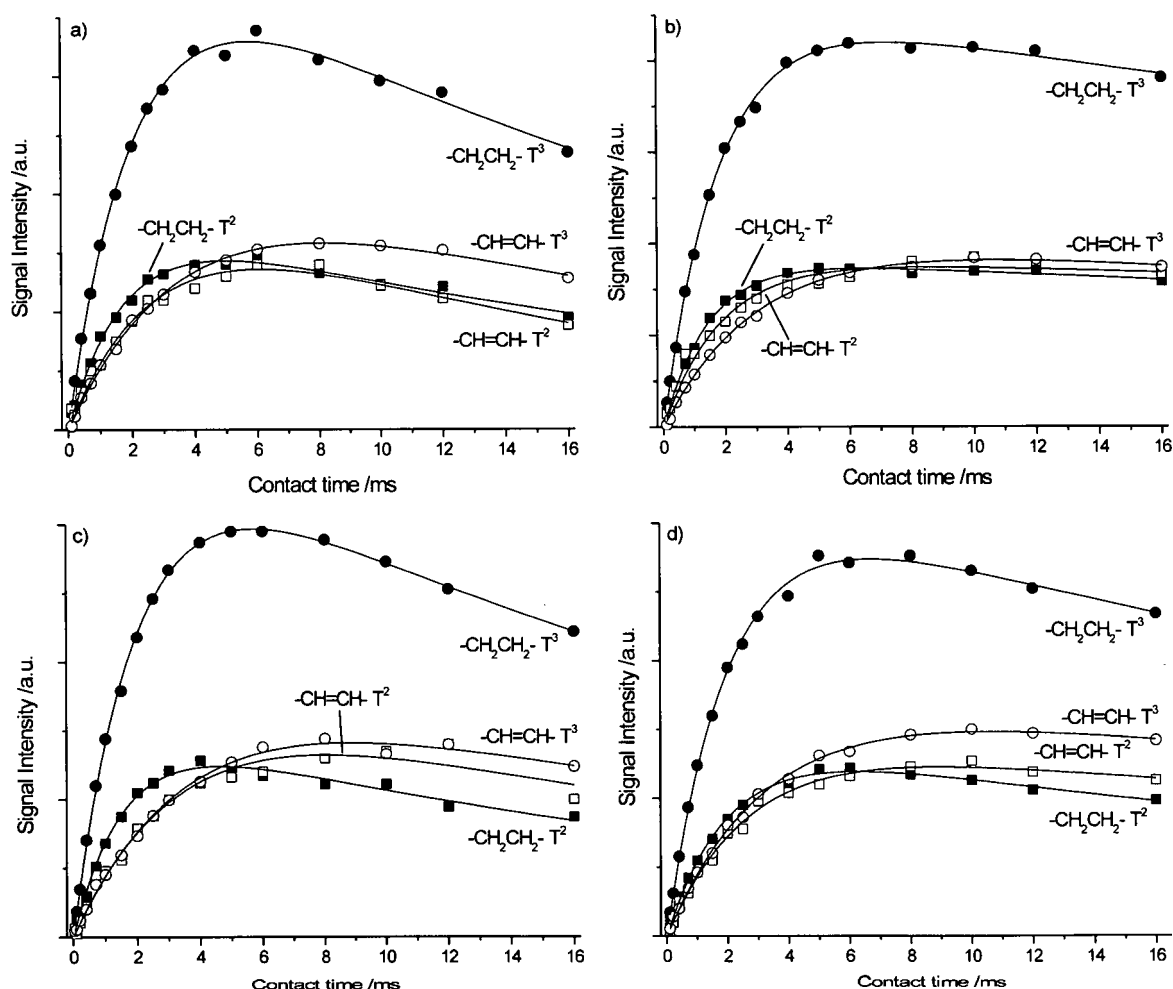 a)
Signal Intensity /a.u.
-CH₂CH₂- T³
-CH₂CH₂- T²
-CH=CH- T³
-CH=CH- T²
0 2 4 6 8 10 12 14 16
Contact time /ms
b)
Signal Intensity /a.u.
-CH₂CH₂- T³
-CH₂CH₂- T²
-CH=CH- T³
-CH=CH- T²
0 2 4 6 8 10 12 14 16
Contact time /ms
c)
Signal Intensity /a.u.
-CH₂CH₂- T³
-CH=CH- T²
-CH=CH- T³
-CH₂CH₂- T²
0 2 4 6 8 10 12 14 16
Contact time /ms
d)
Signal Intensity /a.u.
-CH₂CH₂- T³
-CH=CH- T³
-CH=CH- T²
-CH₂CH₂- T²
0 2 4 6 8 10 12 14 16
Contact time /ms